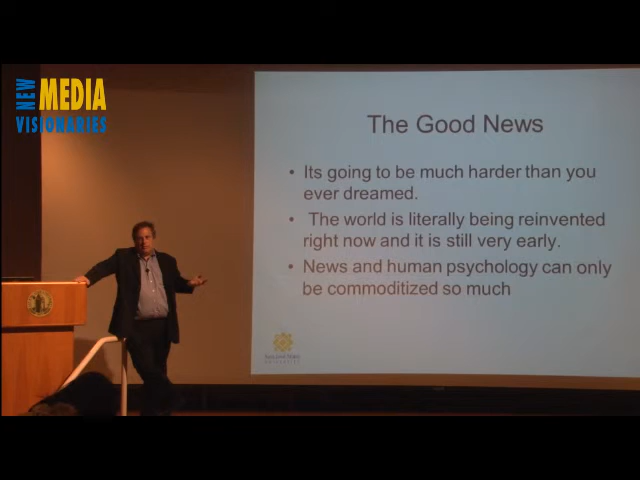 NEW MEDIA
VISIONARIES
The Good News
• Its going to be much harder than you
ever dreamed.
• The world is literally being reinvented
right now and it is still very early.
• News and human psychology can only
be commoditized so much